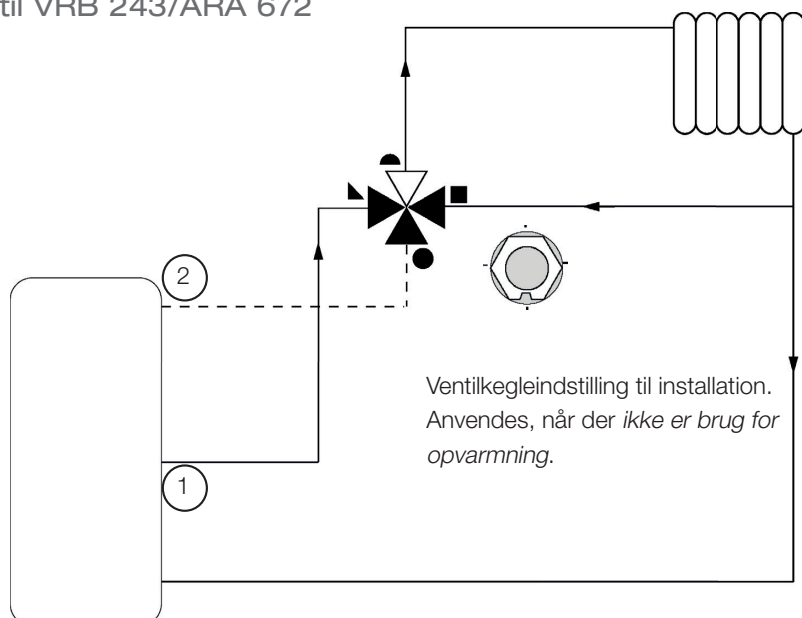 til VRB 243/ARA 672
2
Ventilkegleindstilling til installation.
Anvendes, når der ikke er brug for
opvarmning.
1